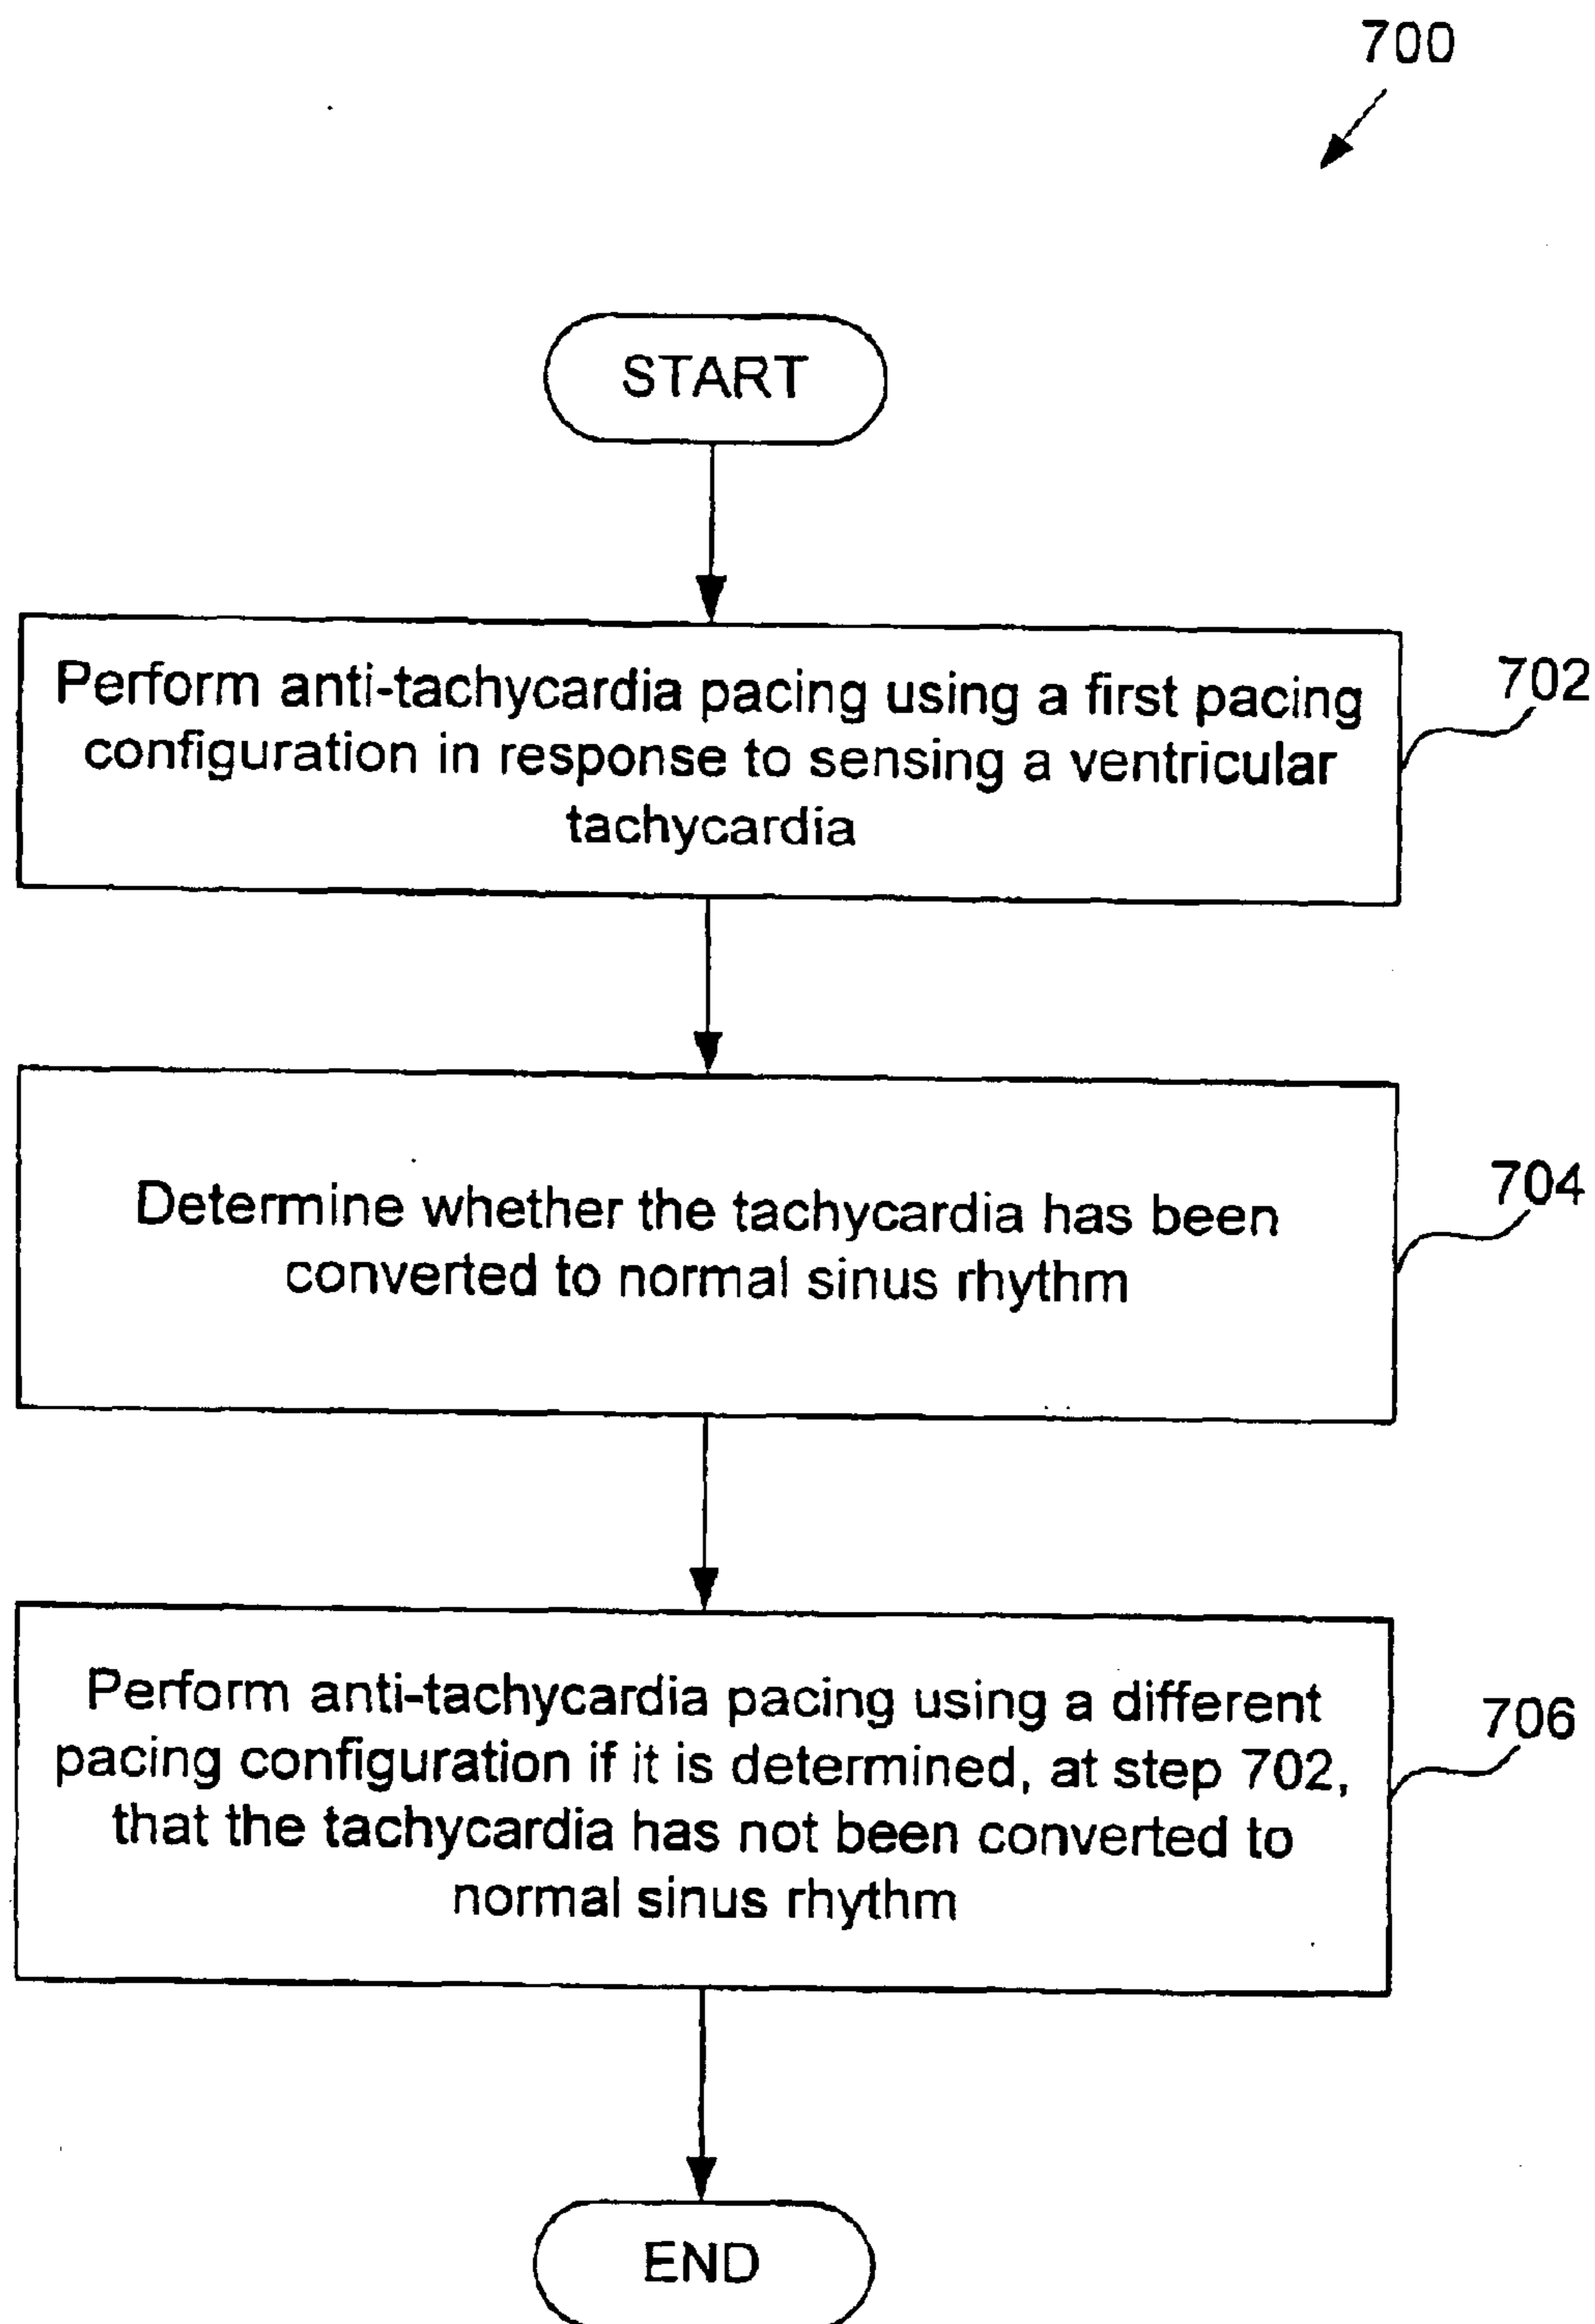 700
START
Perform anti-tachycardia pacing using a first pacing
configuration in response to sensing a ventricular
tachycardia
702
Determine whether the tachycardia has been
converted to normal sinus rhythm
704
Perform anti-tachycardia pacing using a different
pacing configuration if it is determined, at step 702,
that the tachycardia has not been converted to
normal sinus rhythm
706
END